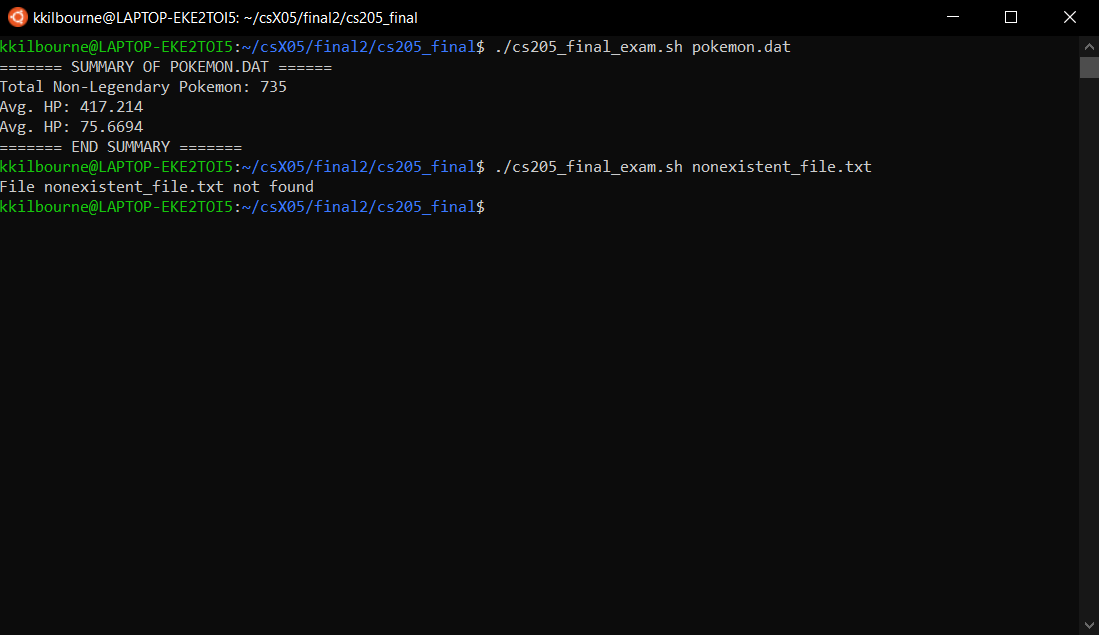 kkilbourne@LAPTOP-EKE2TOI5: ~/csX05/final2/cs205_final
kkilbourne@LAPTOP-EKE2TOI5:~/csX05/final2/cs205_final$ ./cs205_final_exam.sh pokemon.dat
======= SUMMARY OF POKEMON.DAT ======
Total Non-Legendary Pokemon: 735
Avg. HP: 417.214
Avg. HP: 75.6694
======= END SUMMARY =======
kkilbourne@LAPTOP-EKE2TOI5:~/csX05/final2/cs205_final$ ./cs205_final_exam.sh nonexistent_file.txt
File nonexistent_file.txt not found
kkilbourne@LAPTOP-EKE2TOI5:~/csX05/final2/cs205_final$